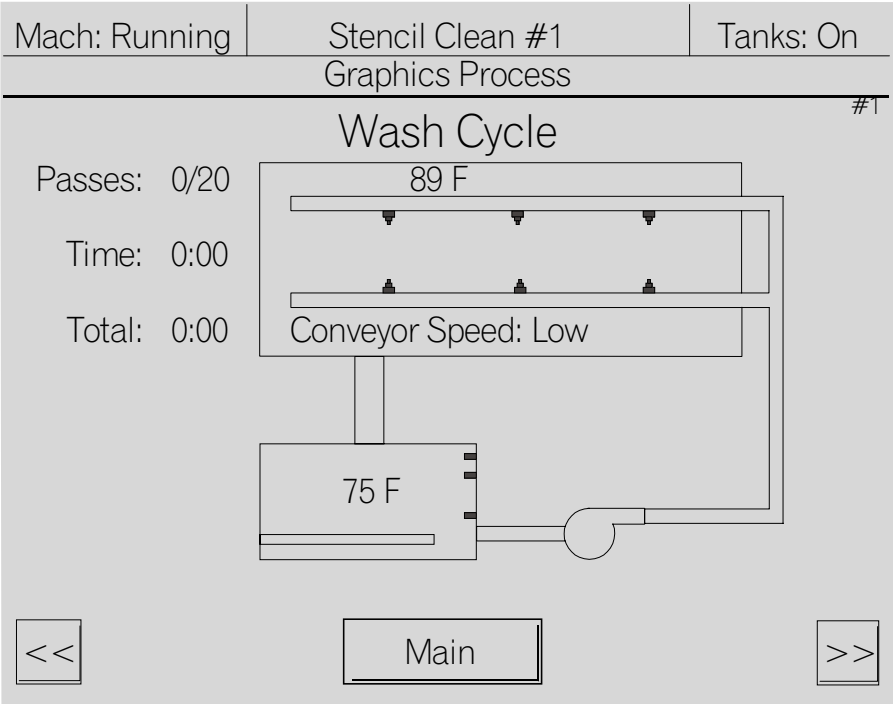 Mach: Running Stencil Clean #1 Tanks: On
Graphics Process
#1
Wash Cycle
Passes: 0/20 89 F
Time: 0:00
Total: 0:00 Conveyor Speed: Low
75 F
<< Main >>